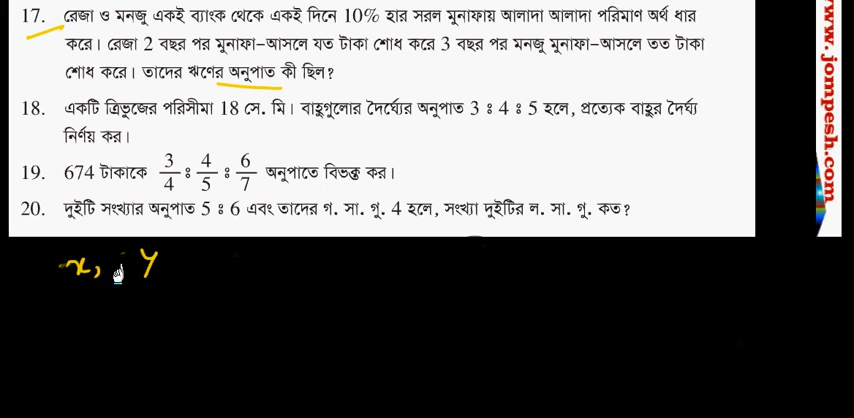 17. রেজা ও মনজু একই ব্যাংক থেকে একই দিনে 10% হার সরল মুনাফায় আলাদা আলাদা পরিমাণ অর্থ ধার
করে। রেজা 2 বছর পর মুনাফা-আসলে যত টাকা শোধ করে 3 বছর পর মনজু মুনাফা-আসলে তত টাকা
শোধ করে। তাদের ঋণের অনুপাত কী ছিল?
18. একটি ত্রিভুজের পরিসীমা 18 সে. মি। বাহুগুলোর দৈর্ঘ্যের অনুপাত 3 ঃ 4 ঃ 5 হলে, প্রত্যেক বাহুর দৈর্ঘ্য
নির্ণয় কর।
19. 674 টাকাকে 3/4 ঃ 4/5 ঃ 6/7 অনুপাতে বিভক্ত কর।
20. দুইটি সংখ্যার অনুপাত 5 ঃ 6 এবং তাদের গ. সা. গু. 4 হলে, সংখ্যা দুইটির ল. সা. গু. কত?
x, y
www.jompesh.com